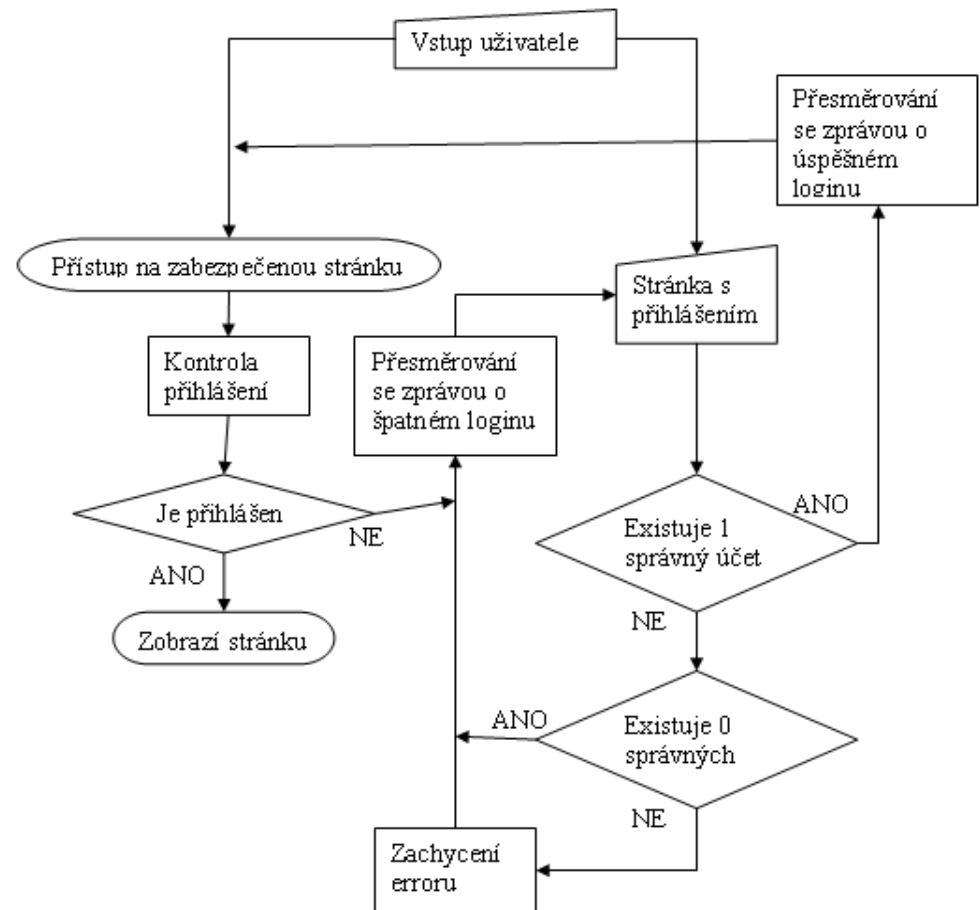 Vstup uživatele
Přesměrování
se zprávou o
úspěšném
loginu
Přístup na zabezpečenou stránku
Stránka s
přihlášením
Kontrola
přihlášení
Přesměrování
se zprávou o
špatném loginu
Je přihlášen
NE
ANO
Existuje 1
správný účet
ANO
NE
Zobrazí stránku
ANO
Existuje 0
správných
NE
Zachycení
erroru